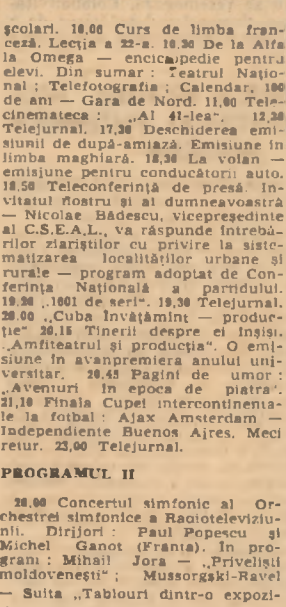 școlari. 10,00 Curs de limba fran-
ceză. Lecția a 22-a. 10,30 De la Alfa
la Omega — enciclopedie pentru
elevi. Din sumar : Teatrul Națio-
nal ; Telefotografia ; Calendar. 100
de ani — Gara de Nord. 11,00 Tele-
cinemateca : „Al 41-lea“. 12,20
Telejurnal. 17,30 Deschiderea emi-
siunii de după-amiază. Emisiune în
limba maghiară. 18,30 La volan —
emisiune pentru conducătorii auto.
18,50 Teleconferință de presă. In-
vitatul nostru și al dumneavoastră
— Nicolae Bădescu, vicepreședinte
al C.S.E.A.L., va răspunde întrebă-
rilor ziariștilor cu privire la siste-
matizarea localităților urbane și
rurale — program adoptat de Con-
ferința Națională a partidului.
19,20 „1001 de seri“. 19,30 Telejurnal.
20,00 „Cuba Învățămînt — produc-
ție“ 20,15 Tinerii despre ei înșiși.
„Amfiteatrul și producția“. O emi-
siune în avanpremiera anului uni-
versitar. 20,45 Pagini de umor :
„Aventuri în epoca de piatră“.
21,10 Finala Cupei intercontinenta-
le la fotbal : Ajax Amsterdam —
Independiente Buenos Aires. Meci
retur. 23,00 Telejurnal.
PROGRAMUL II
20,00 Concertul simfonic al Or-
chestrei simfonice a Radioteleviziu-
nii. Dirijori : Paul Popescu și
Michel Ganot (Franța). În pro-
gram : Mihail Jora — „Priveliști
moldovenești“ ; Mussorgski-Ravel
— Suita „Tablouri dintr-o expozi-